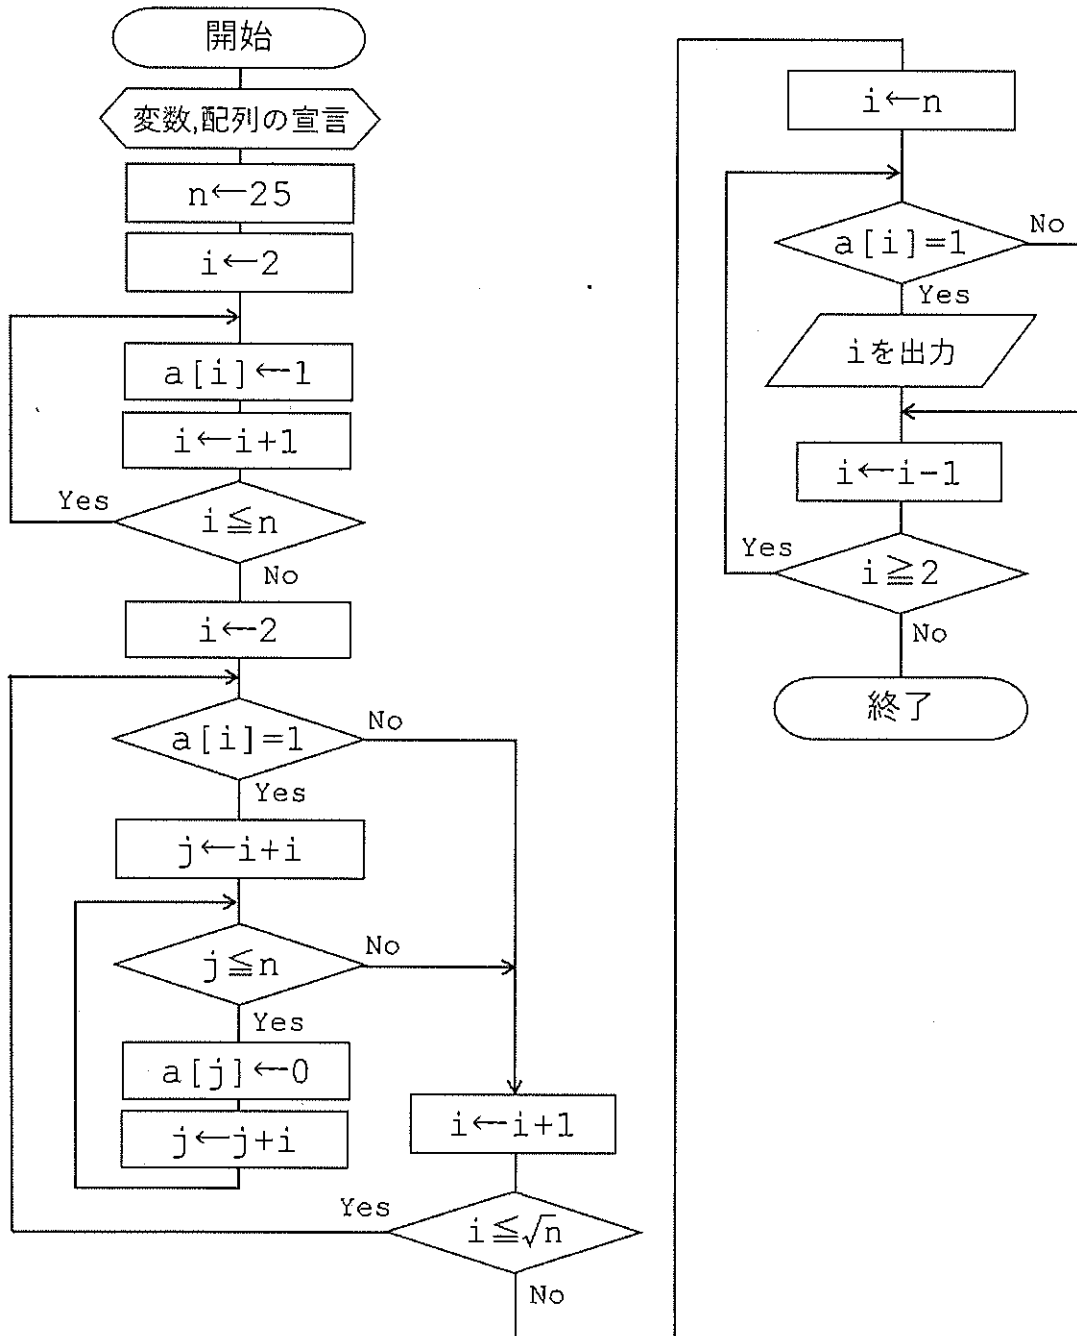 開始
変数,配列の宣言
n←25
i←2
a[i]←1
i←i+1
i≦n
Yes
No
i←2
a[i]=1
No
Yes
j←i+i
j≦n
No
Yes
a[j]←0
j←j+i
i←i+1
i≦√n
Yes
No
i←n
a[i]=1
No
Yes
iを出力
i←i-1
i≧2
Yes
No
終了